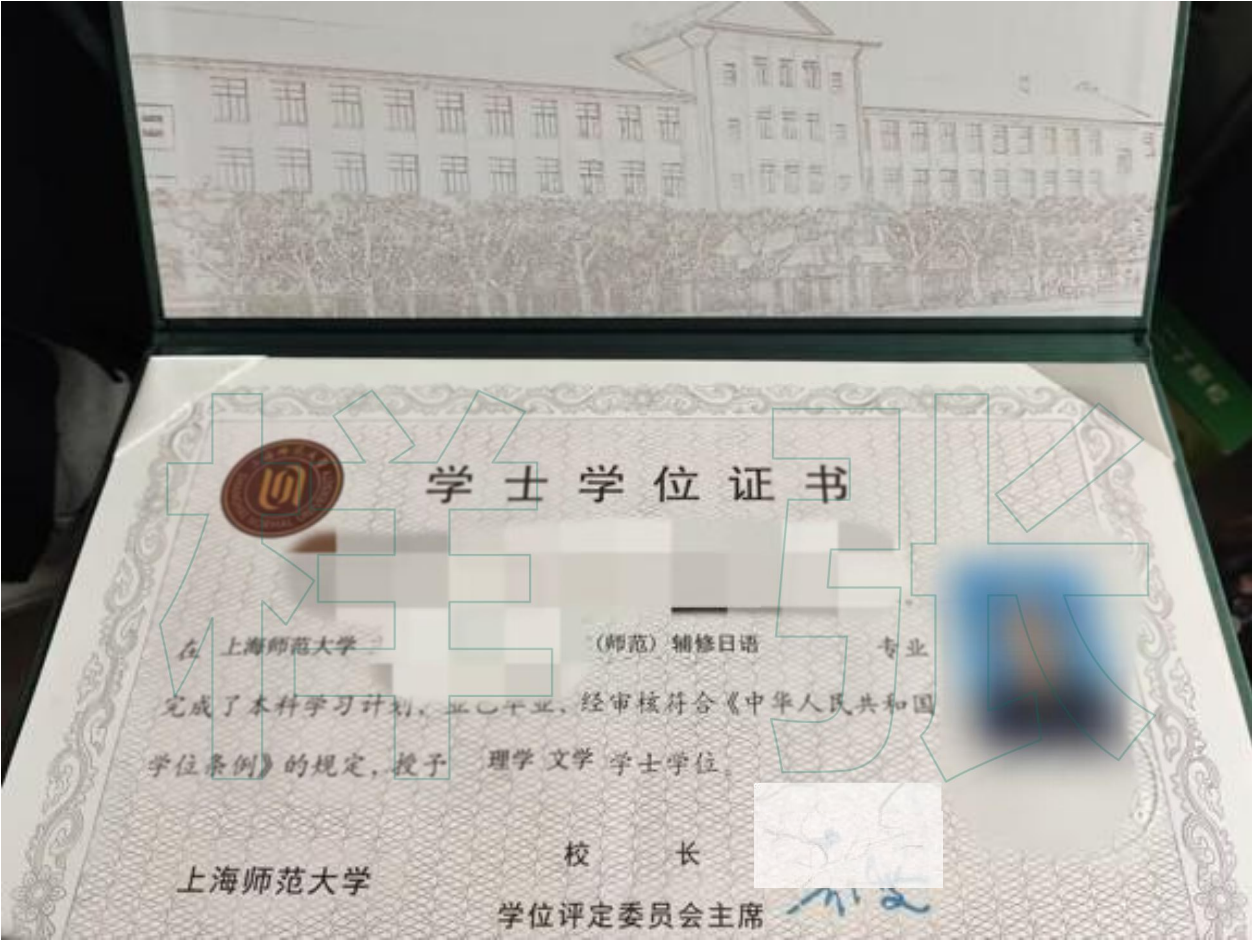 学士学位证书
在 上海师范大学 (师范) 辅修日语 专业
完成了本科学习计划、业已毕业、经审核符合《中华人民共和国
学位条例》的规定,授予 理学 文学 学士学位。
校 长
上海师范大学
学位评定委员会主席
样张